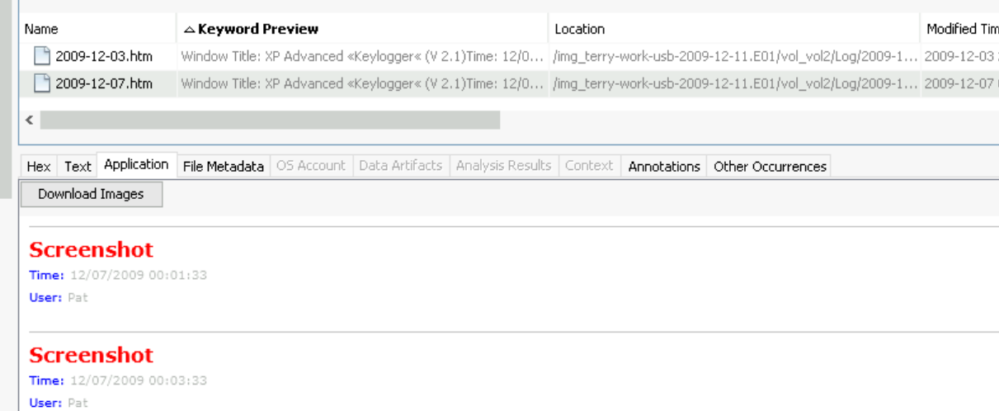 Name Keyword Preview Location Modified Tim
2009-12-03.htm Window Title: XP Advanced «Keylogger« (V 2.1)Time: 12/0... /img_terry-work-usb-2009-12-11.E01/vol_vol2/Log/2009-1... 2009-12-03
2009-12-07.htm Window Title: XP Advanced «Keylogger« (V 2.1)Time: 12/0... /img_terry-work-usb-2009-12-11.E01/vol_vol2/Log/2009-1... 2009-12-07
Hex Text Application File Metadata OS Account Data Artifacts Analysis Results Context Annotations Other Occurrences
Download Images
Screenshot
Time: 12/07/2009 00:01:33
User: Pat
Screenshot
Time: 12/07/2009 00:03:33
User: Pat